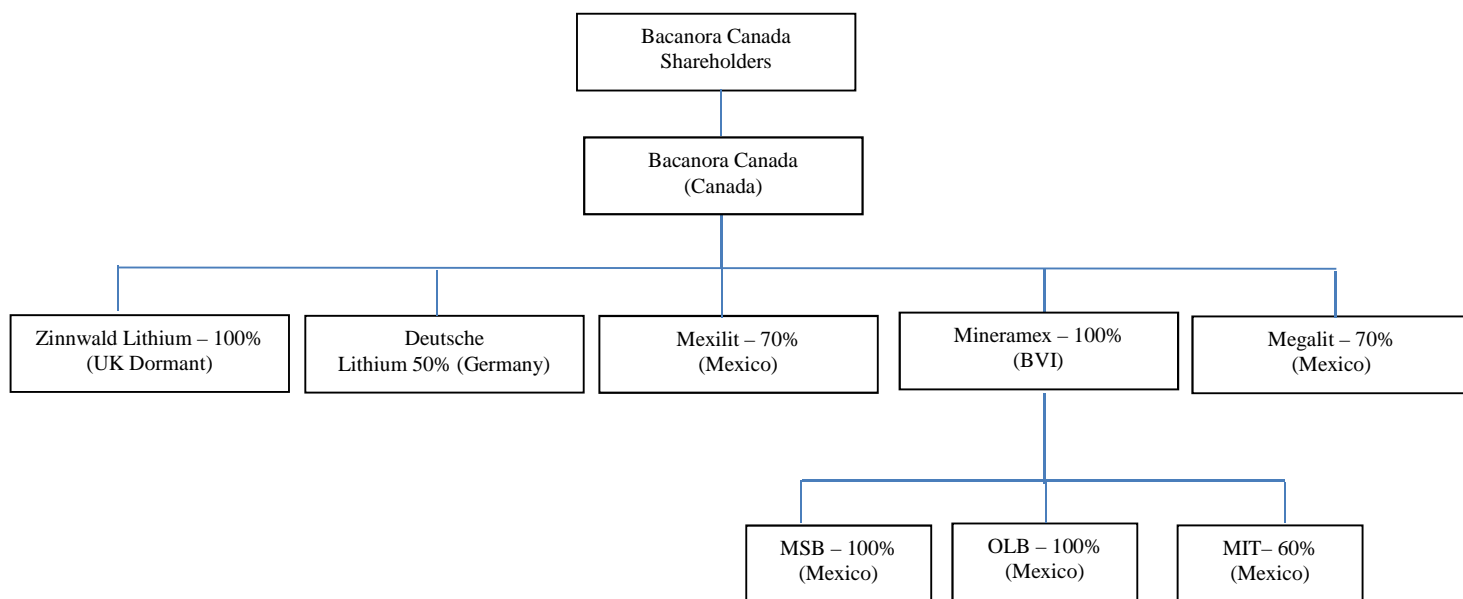 Bacanora Canada
Shareholders
Bacanora Canada
(Canada)
Zinnwald Lithium – 100%
(UK Dormant)
Deutsche
Lithium 50% (Germany)
Mexilit – 70%
(Mexico)
Mineramex – 100%
(BVI)
Megalit – 70%
(Mexico)
MSB – 100%
(Mexico)
OLB – 100%
(Mexico)
MIT– 60%
(Mexico)